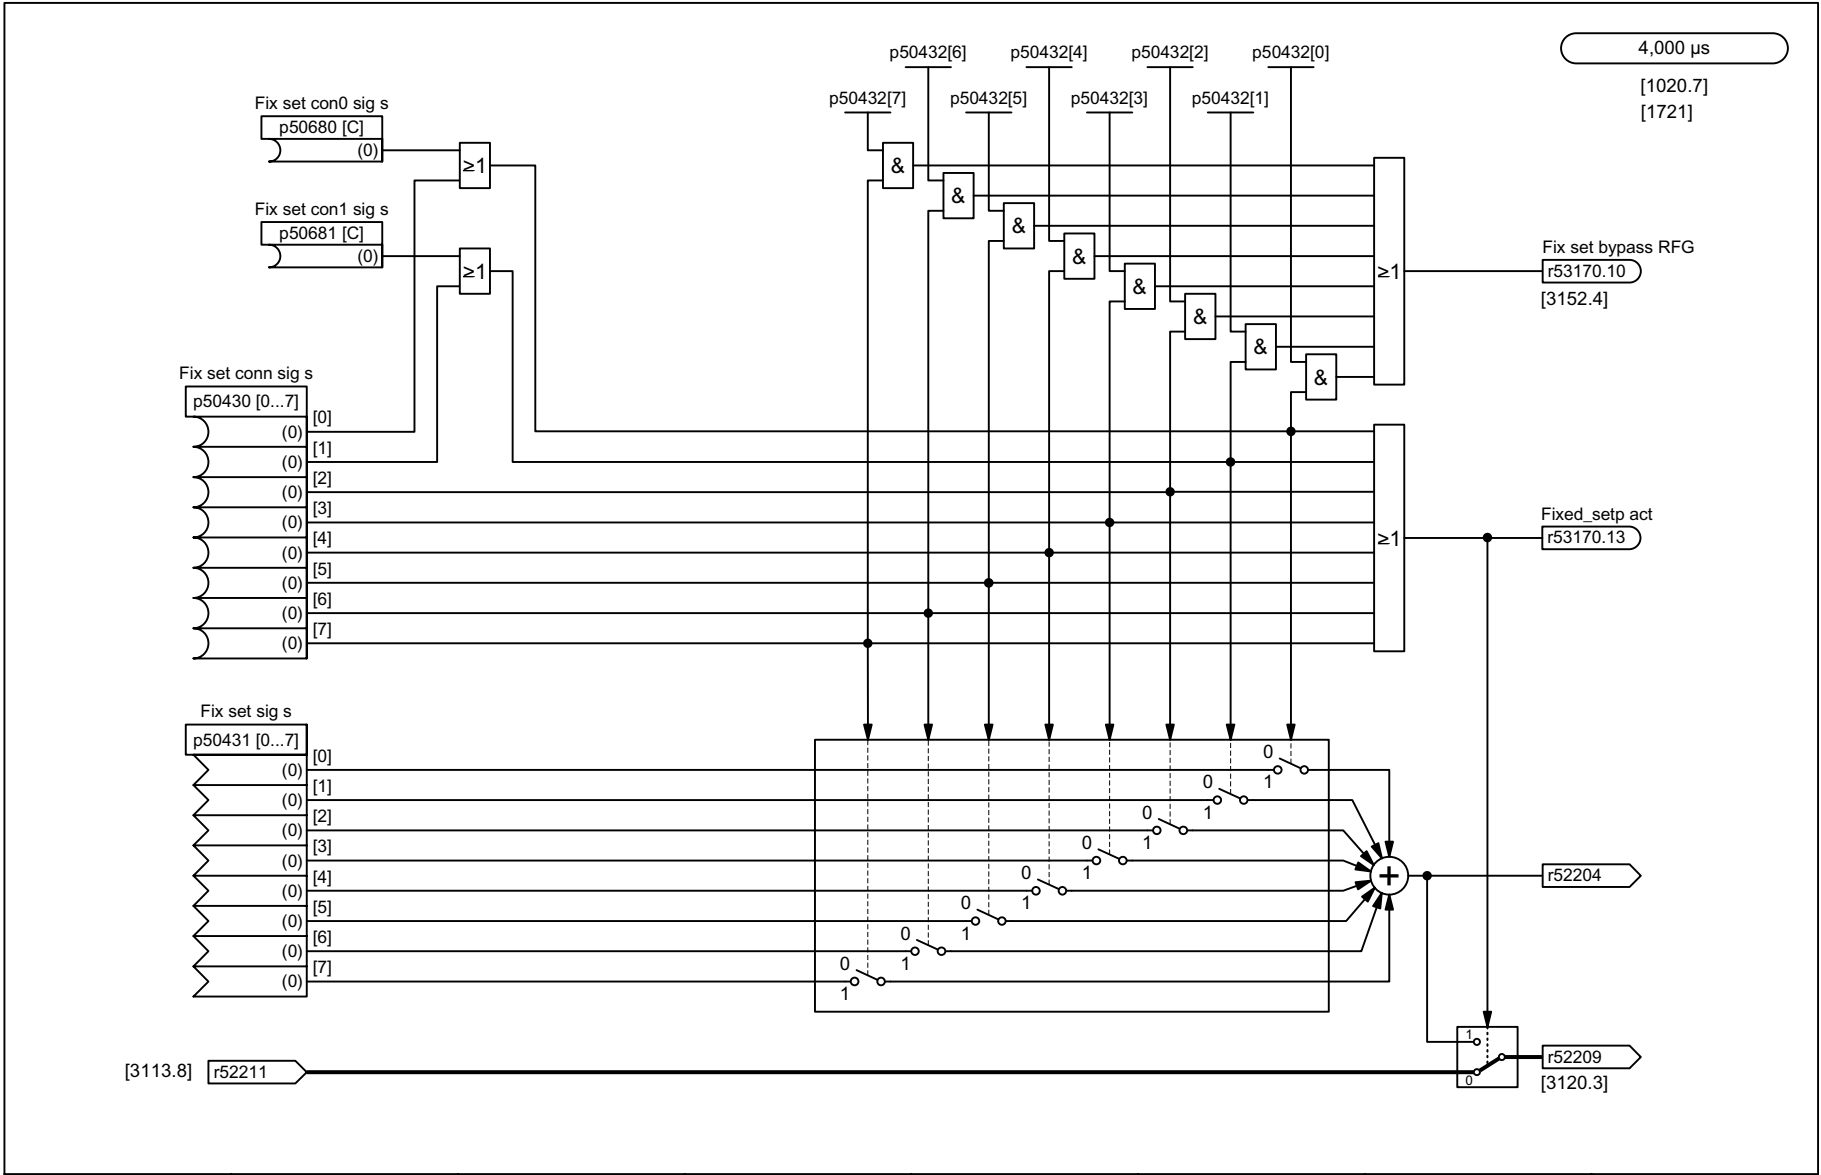 p50432[6]
p50432[4]
p50432[2]
p50432[0]
4,000 µs
[1020.7]
[1721]
p50432[7]
p50432[5]
p50432[3]
p50432[1]
Fix set con0 sig s
p50680 [C]
(0)
≥1
Fix set con1 sig s
p50681 [C]
(0)
≥1
&
&
&
&
&
&
&
&
≥1
Fix set bypass RFG
r53170.10
[3152.4]
Fix set conn sig s
p50430 [0...7]
[0]
(0)
[1]
(0)
[2]
(0)
[3]
(0)
[4]
(0)
[5]
(0)
[6]
(0)
[7]
(0)
≥1
Fixed_setp act
r53170.13
Fix set sig s
p50431 [0...7]
[0]
(0)
[1]
(0)
[2]
(0)
[3]
(0)
[4]
(0)
[5]
(0)
[6]
(0)
[7]
(0)
0
1
0
1
0
1
0
1
0
1
0
1
0
1
0
1
+
r52204
[3113.8]
r52211
1
0
r52209
[3120.3]